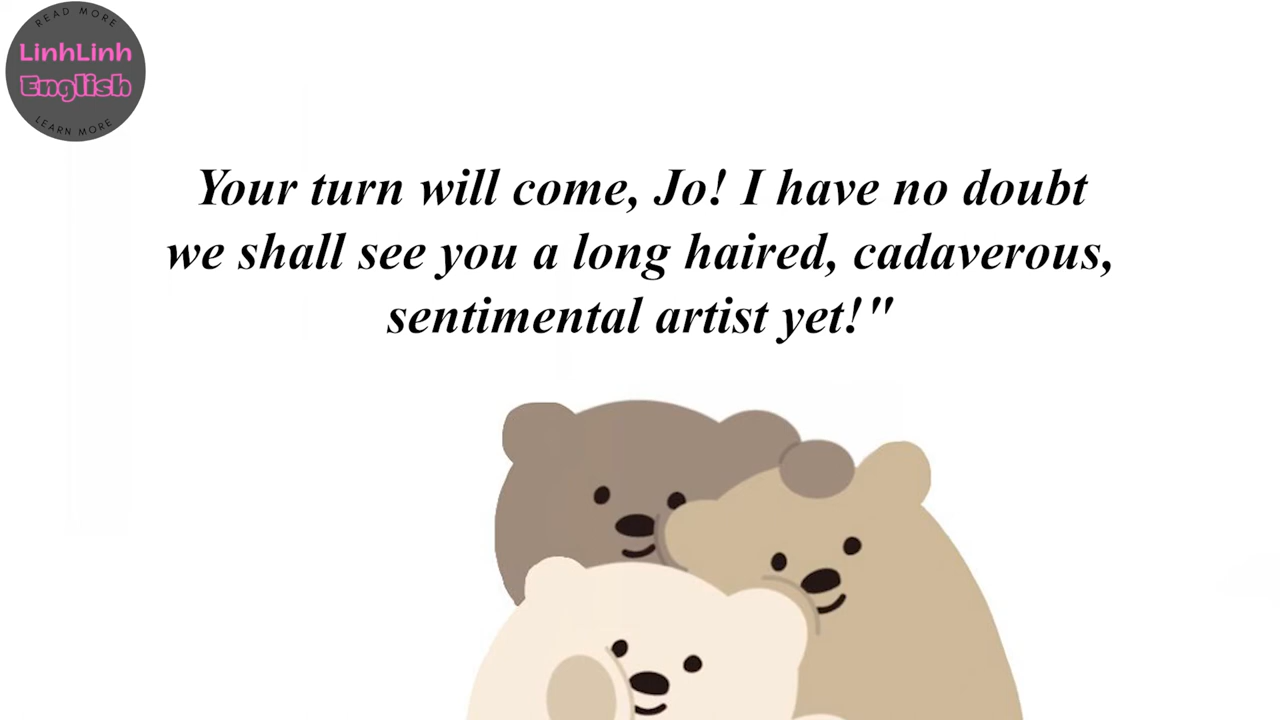 READ MORE
LinhLinh
English
LEARN MORE
Your turn will come, Jo! I have no doubt
we shall see you a long haired, cadaverous,
sentimental artist yet!"